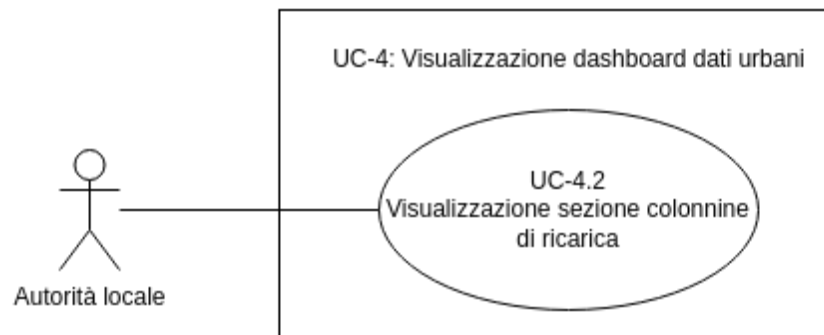 UC-4: Visualizzazione dashboard dati urbani
UC-4.2
Visualizzazione sezione colonnine
di ricarica
Autorità locale